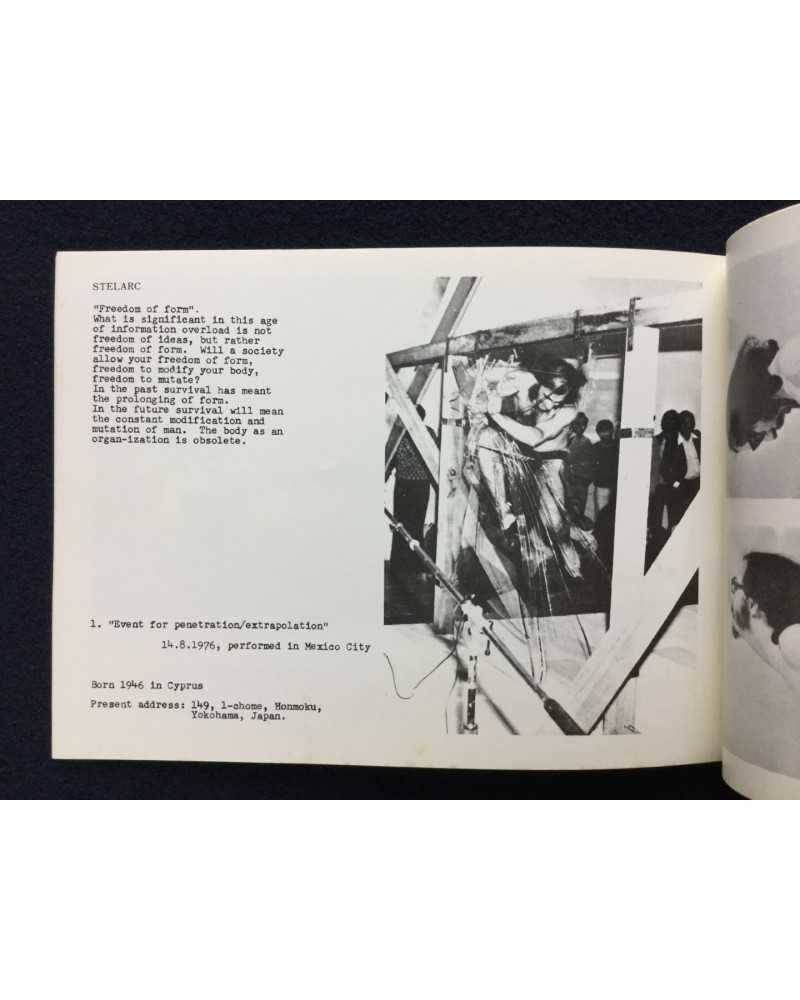 STELARC
"Freedom of form".
What is significant in this age
of information overload is not
freedom of ideas, but rather
freedom of form. Will a society
allow your freedom of form,
freedom to modify your body,
freedom to mutate?
In the past survival has meant
the prolonging of form.
In the future survival will mean
the constant modification and
mutation of man. The body as an
organ-ization is obsolete.
1. "Event for penetration/extrapolation"
14.8.1976, performed in Mexico City
Born 1946 in Cyprus
Present address: 149, 1-chome, Honmoku,
Yokohama, Japan.